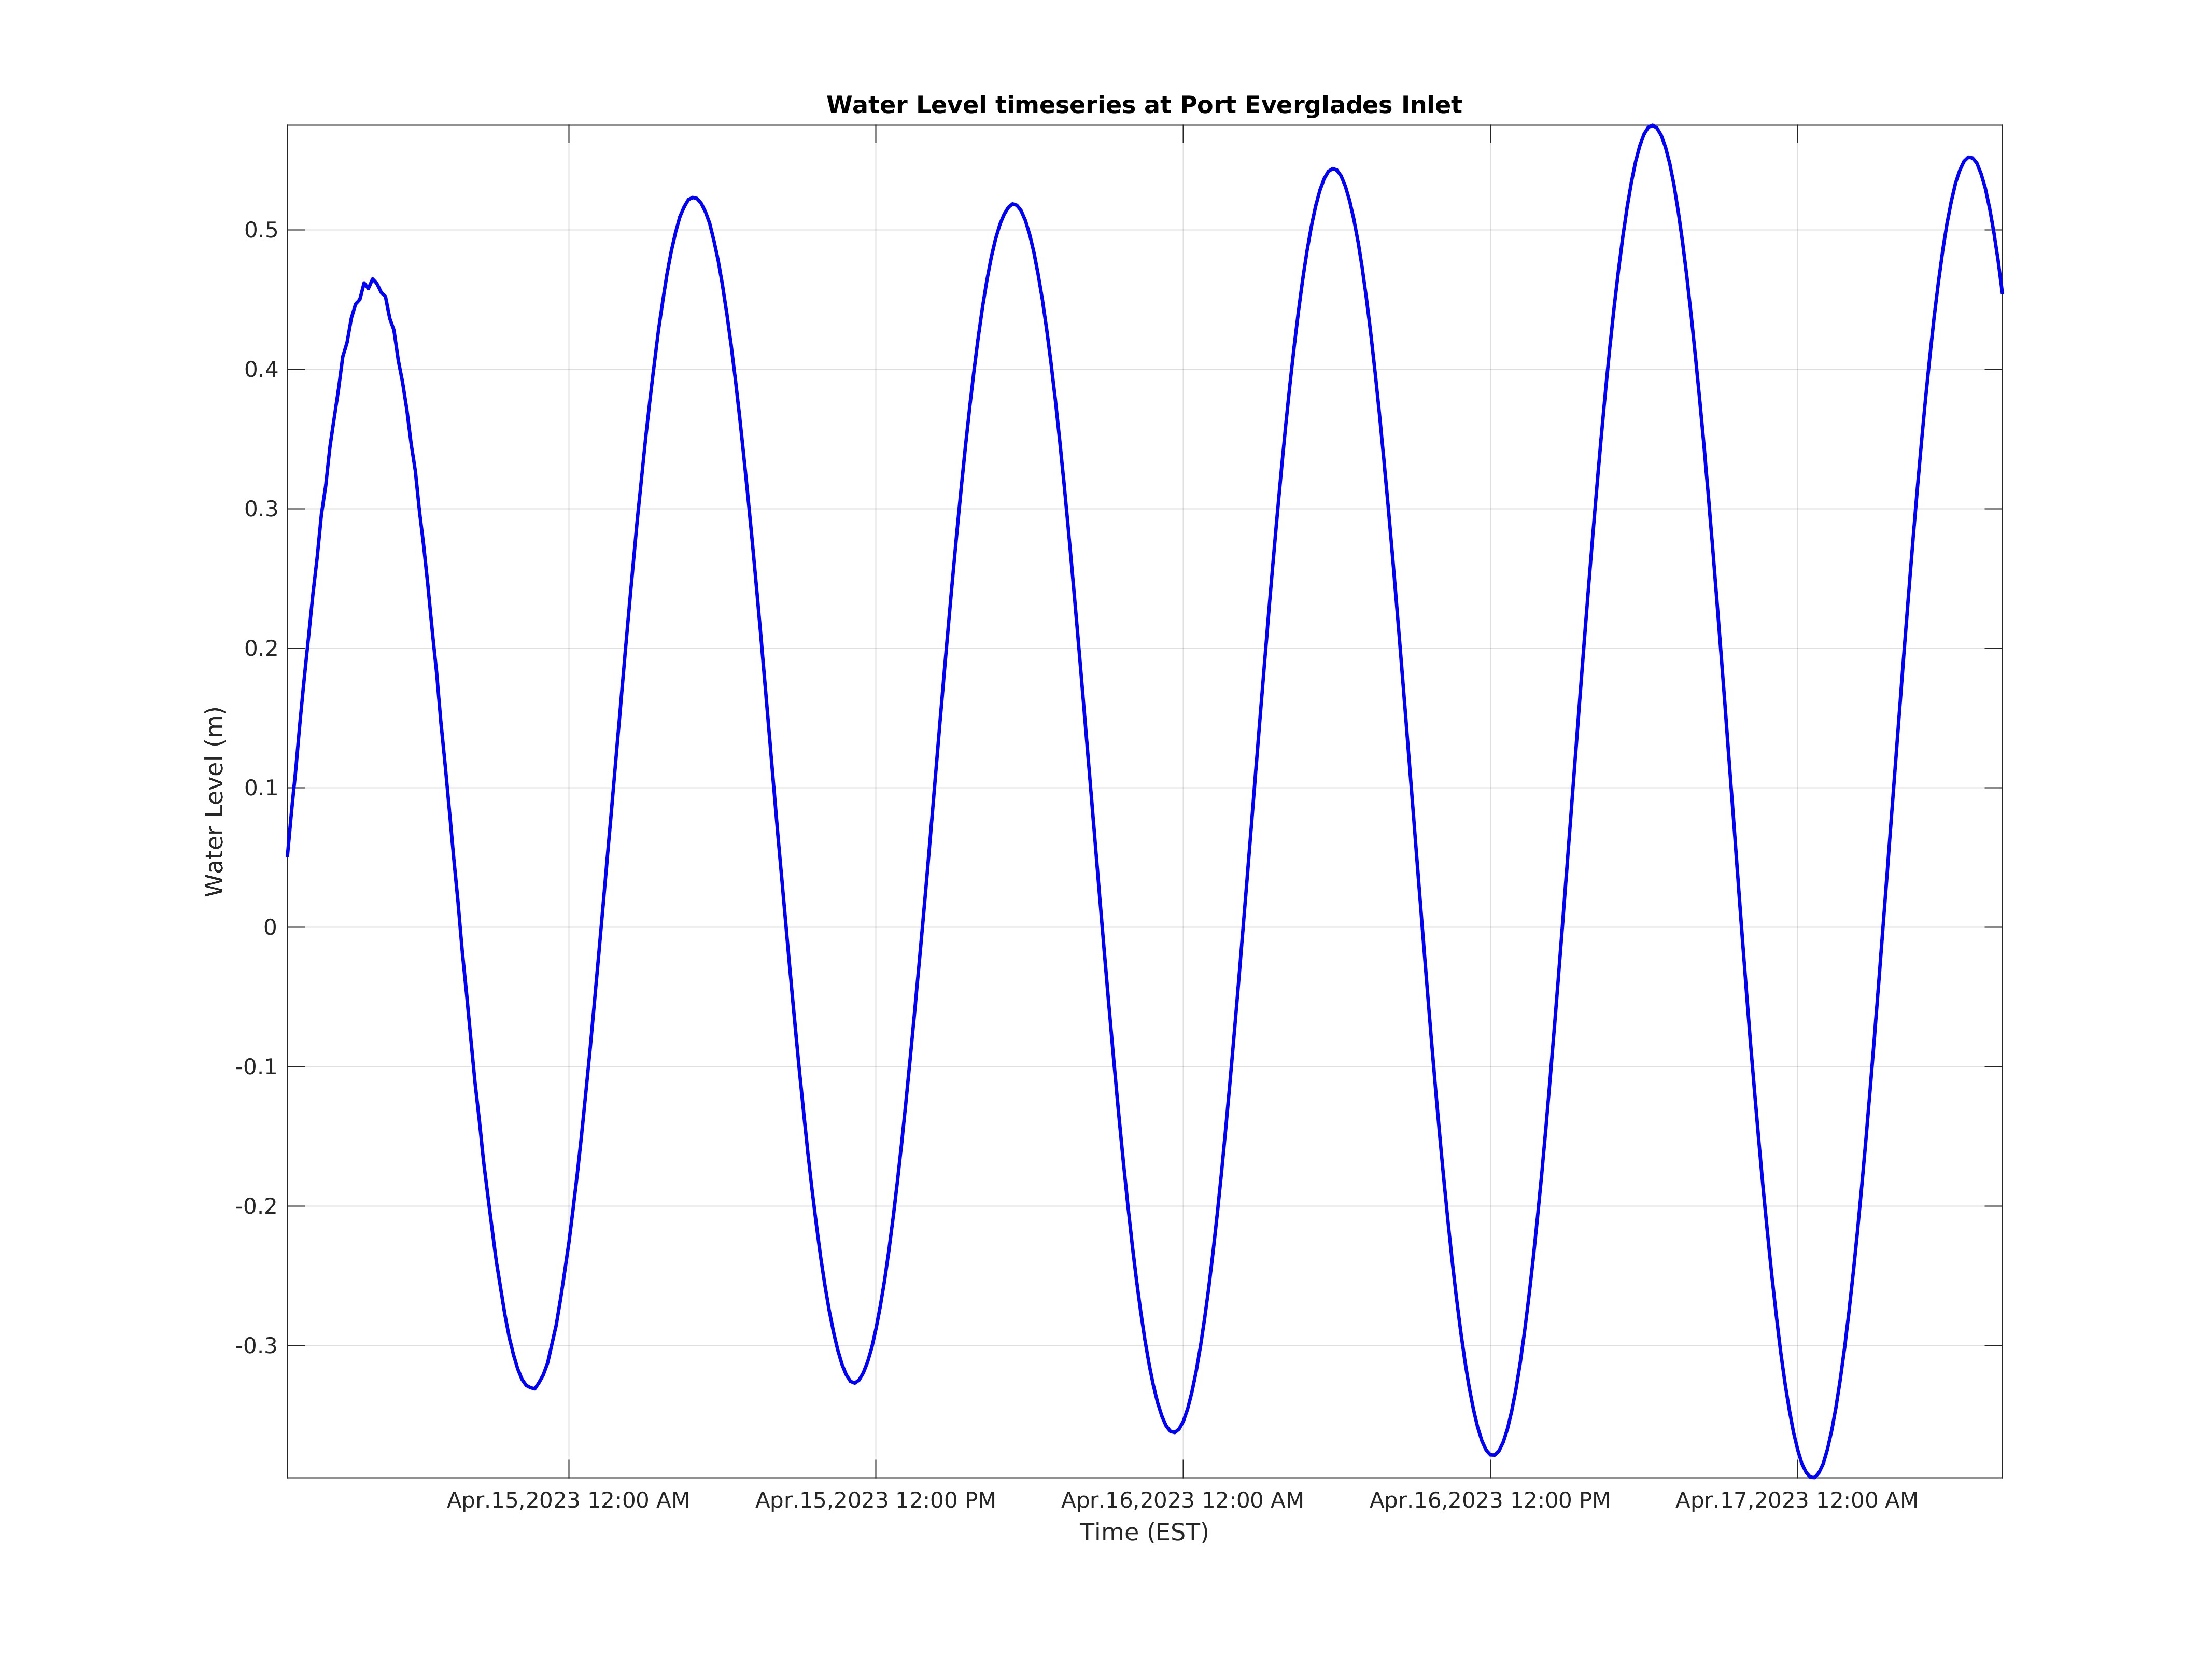 Water Level timeseries at Port Everglades Inlet
Water Level (m)
0.5
0.4
0.3
0.2
0.1
0
-0.1
-0.2
-0.3
Apr.15,2023 12:00 AM
Apr.15,2023 12:00 PM
Apr.16,2023 12:00 AM
Apr.16,2023 12:00 PM
Apr.17,2023 12:00 AM
Time (EST)